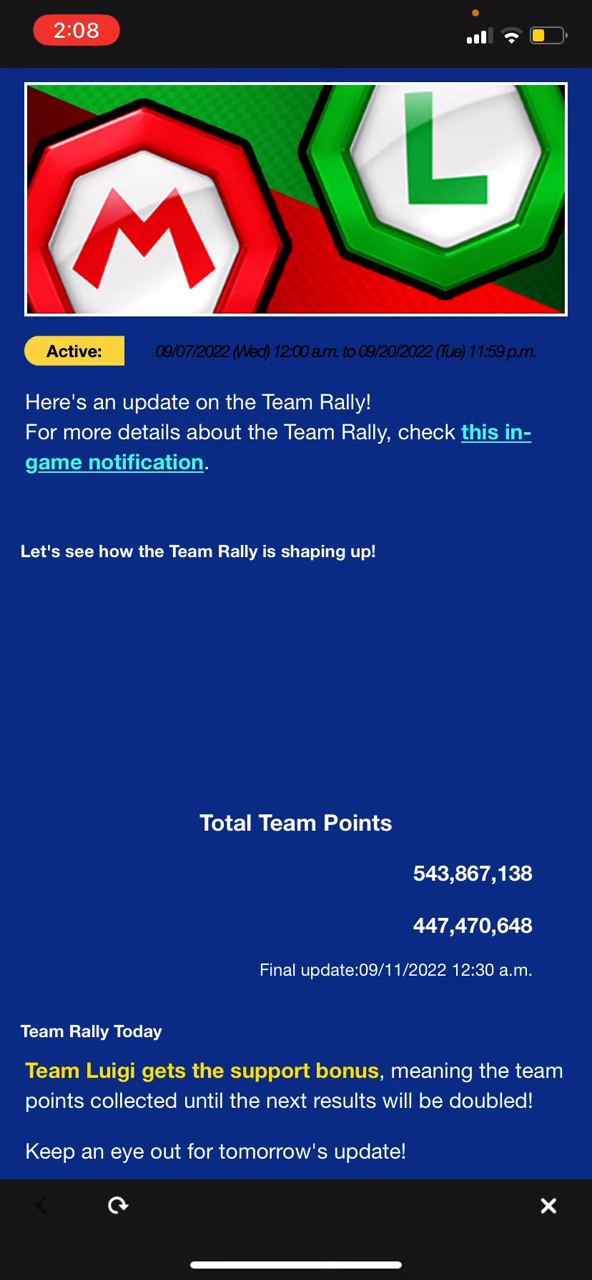 2:08
M
L
Active:
09/07/2022 (Wed) 12:00 a.m. to 09/20/2022 (Tue) 11:59 p.m.
Here's an update on the Team Rally!
For more details about the Team Rally, check this in-
game notification.
Let's see how the Team Rally is shaping up!
Total Team Points
543,867,138
447,470,648
Final update:09/11/2022 12:30 a.m.
Team Rally Today
Team Luigi gets the support bonus, meaning the team
points collected until the next results will be doubled!
Keep an eye out for tomorrow's update!